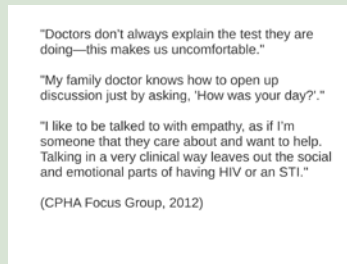 "Doctors don't always explain the test they are
doing—this makes us uncomfortable."
"My family doctor knows how to open up
discussion just by asking, 'How was your day?'."
"I like to be talked to with empathy, as if I'm
someone that they care about and want to help.
Talking in a very clinical way leaves out the social
and emotional parts of having HIV or an STI."
(CPHA Focus Group, 2012)